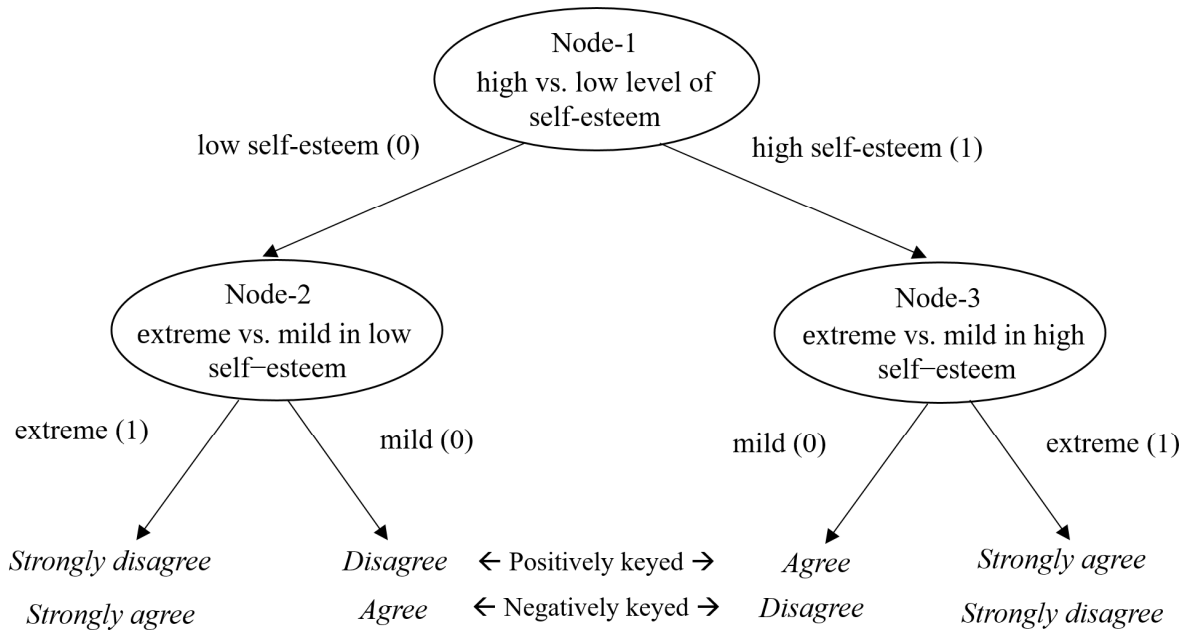 Node-1
high vs. low level of
self-esteem
low self-esteem (0)
high self-esteem (1)
Node-2
extreme vs. mild in low
self−esteem
Node-3
extreme vs. mild in high
self−esteem
extreme (1)
mild (0)
mild (0)
extreme (1)
Strongly disagree Disagree ← Positively keyed → Agree Strongly agree
Strongly agree Agree ← Negatively keyed → Disagree Strongly disagree